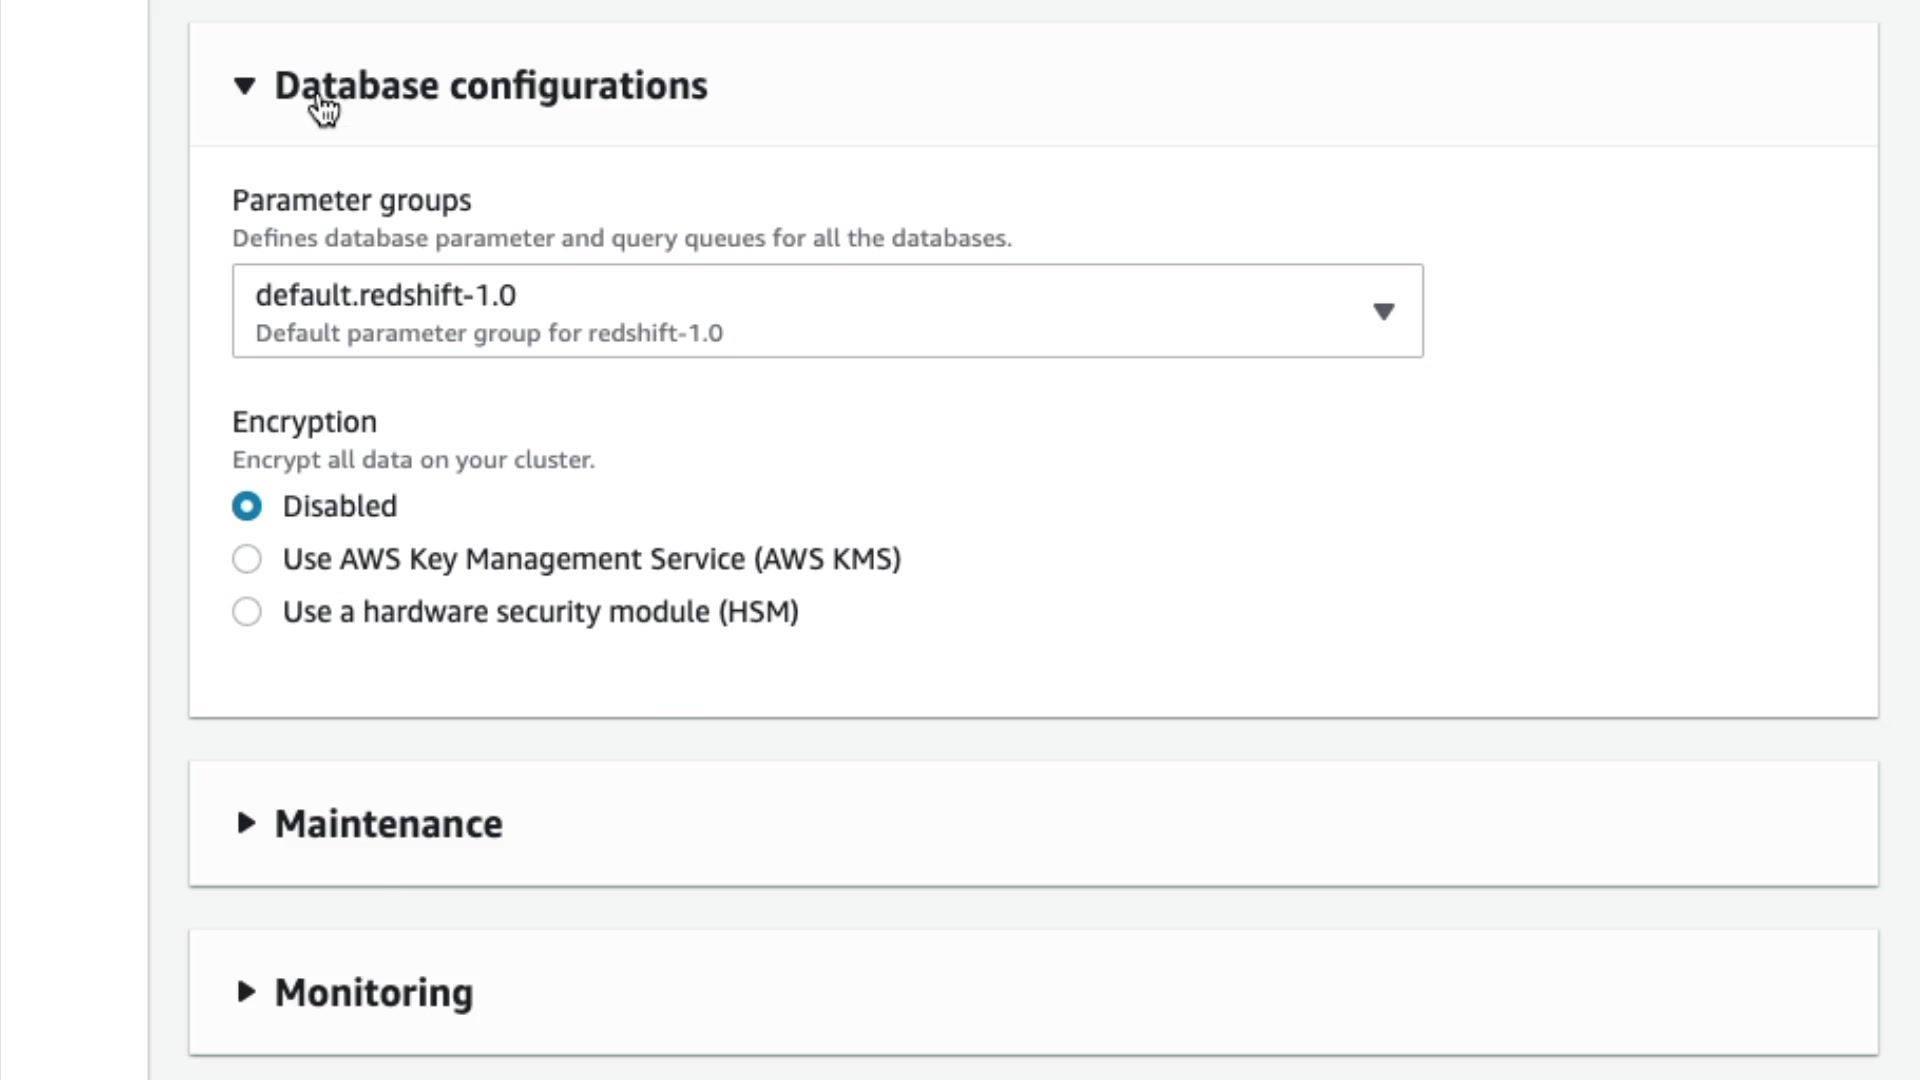 Database configurations
Parameter groups
Defines database parameter and query queues for all the databases.
default.redshift-1.0
Default parameter group for redshift-1.0
Encryption
Encrypt all data on your cluster.
Disabled
Use AWS Key Management Service (AWS KMS)
Use a hardware security module (HSM)
Maintenance
Monitoring